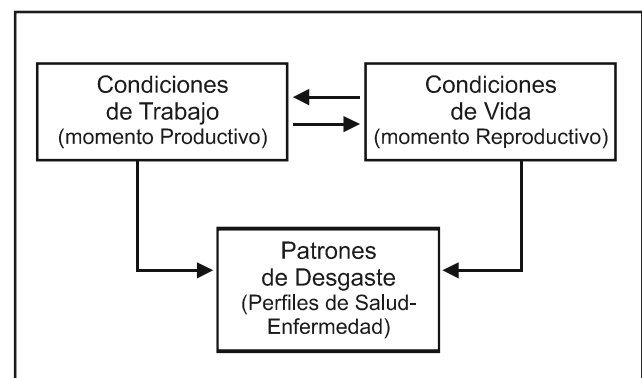 Condiciones
de Trabajo
(momento Productivo)
Condiciones
de Vida
(momento Reproductivo)
Patrones
de Desgaste
(Perfiles de Salud-
Enfermedad)